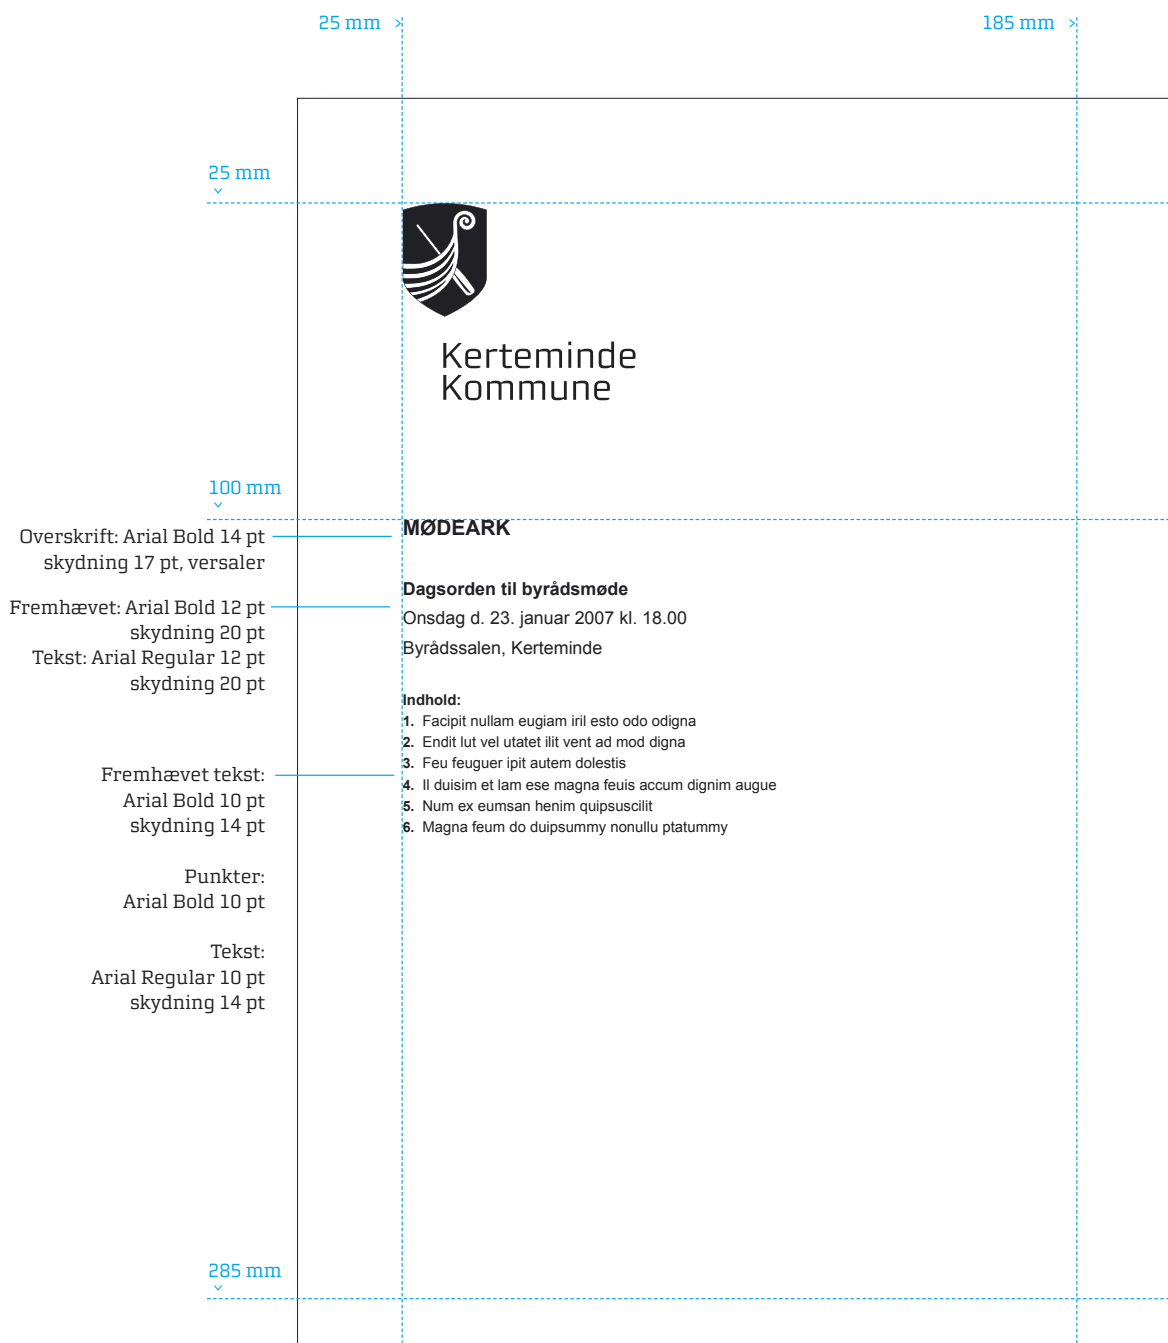 25 mm
185 mm
25 mm
Kerteminde
Kommune
100 mm
MØDEARK
Overskrift: Arial Bold 14 pt
skydning 17 pt, versaler
Dagsorden til byrådsmøde
Fremhævet: Arial Bold 12 pt
skydning 20 pt
Tekst: Arial Regular 12 pt
skydning 20 pt
Onsdag d. 23. januar 2007 kl. 18.00
Byrådssalen, Kerteminde
Indhold:
1. Facipit nullam eugiam iril esto odo odigna
2. Endit lut vel utatet ilit vent ad mod digna
3. Feu feuguer ipit autem dolestis
4. Il duisim et lam ese magna feuis accum dignim augue
5. Num ex eumsan henim quipsuscilit
6. Magna feum do duipsummy nonullu ptatummy
Fremhævet tekst:
Arial Bold 10 pt
skydning 14 pt
Punkter:
Arial Bold 10 pt
Tekst:
Arial Regular 10 pt
skydning 14 pt
285 mm